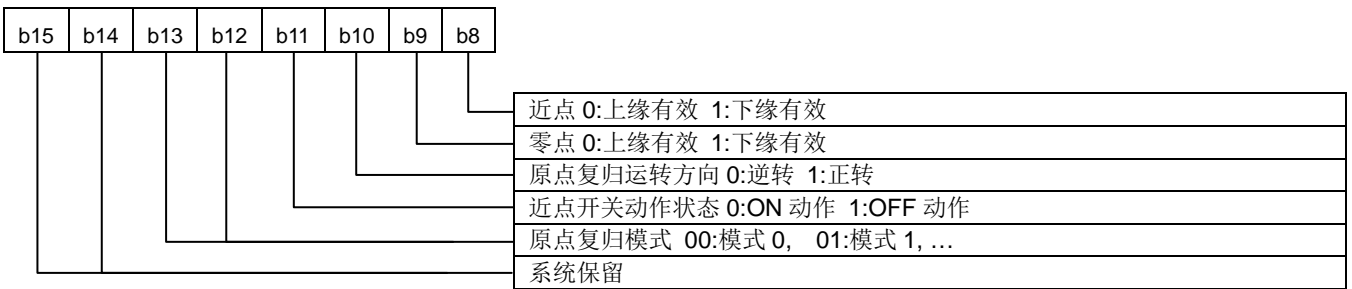 b15 b14 b13 b12 b11 b10 b9 b8
近点 0:上缘有效 1:下缘有效
零点 0:上缘有效 1:下缘有效
原点复归运转方向 0:逆转 1:正转
近点开关动作状态 0:ON 动作 1:OFF 动作
原点复归模式 00:模式 0, 01:模式 1, …
系统保留